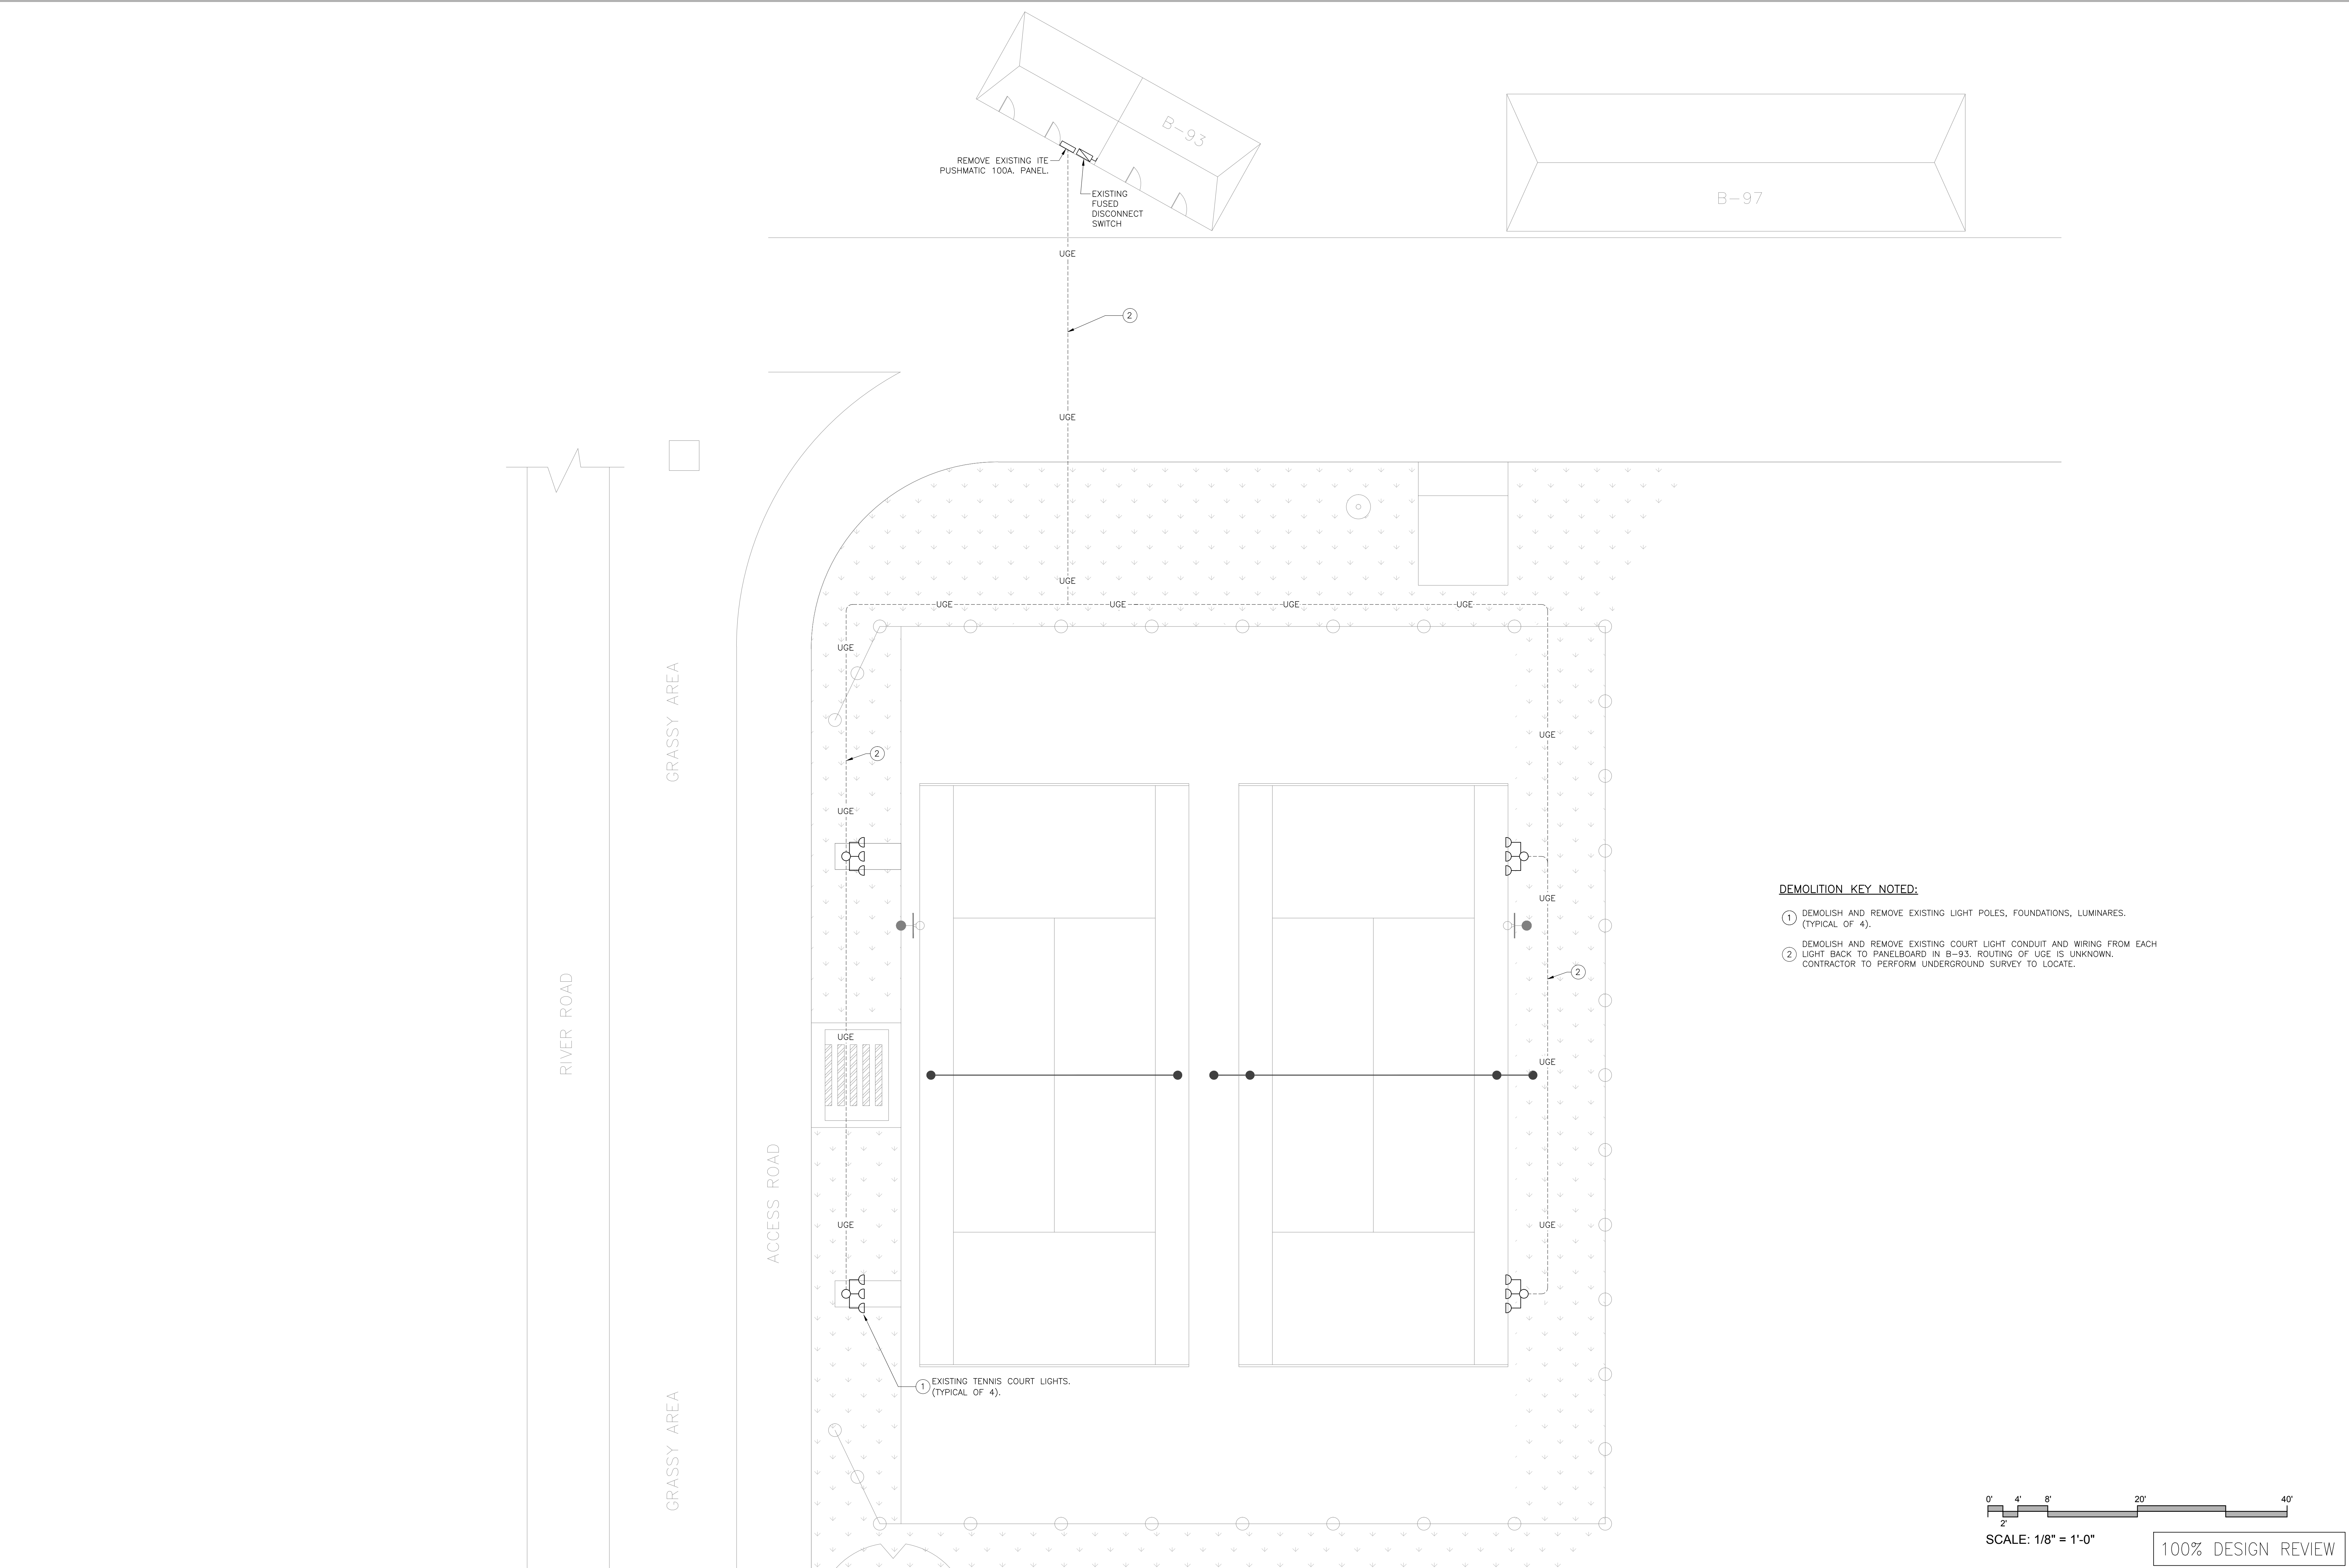 B-93
REMOVE EXISTING ITE
PUSHMATIC 100A. PANEL.
EXISTING
FUSED
DISCONNECT
SWITCH
B-97
UGE
2
UGE
UGE
UGE
UGE
UGE
UGE
UGE
GRASSY AREA
UGE
2
UGE
UGE
DEMOLITION KEY NOTED:
1 DEMOLISH AND REMOVE EXISTING LIGHT POLES, FOUNDATIONS, LUMINARES.
(TYPICAL OF 4).
2 DEMOLISH AND REMOVE EXISTING COURT LIGHT CONDUIT AND WIRING FROM EACH
LIGHT BACK TO PANELBOARD IN B-93. ROUTING OF UGE IS UNKNOWN.
CONTRACTOR TO PERFORM UNDERGROUND SURVEY TO LOCATE.
2
RIVER ROAD
UGE
UGE
ACCESS ROAD
UGE
UGE
1 EXISTING TENNIS COURT LIGHTS.
(TYPICAL OF 4).
GRASSY AREA
0' 4' 8' 20' 40'
2'
SCALE: 1/8" = 1'-0"
100% DESIGN REVIEW